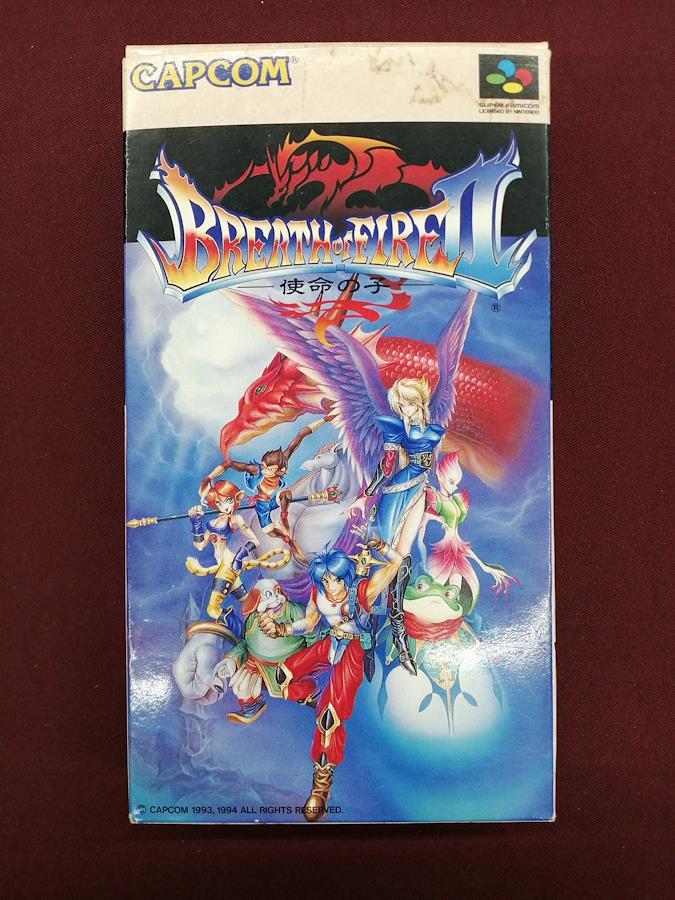 CAPCOM®
SUPER FAMICOM
LICENSED BY NINTENDO
BREATH OF FIRE II
使命の子
®
© CAPCOM 1993, 1994 ALL RIGHTS RESERVED.